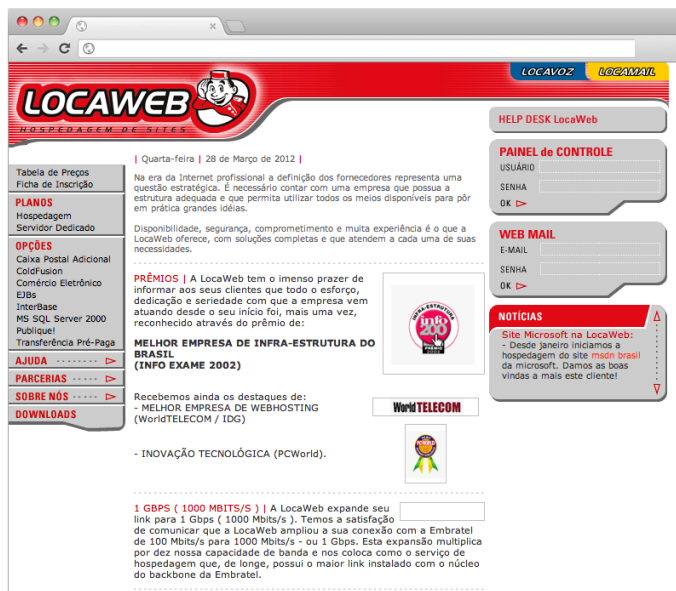 LOCAVOZ LOCAMAIL
LOCAWEB
HOSPEDAGEM DE SITES
Tabela de Preços
Ficha de Inscrição
PLANOS
Hospedagem
Servidor Dedicado
OPÇÕES
Caixa Postal Adicional
ColdFusion
Comércio Eletrônico
EJBs
InterBase
MS SQL Server 2000
Publique!
Transferência Pré-Paga
AJUDA
PARCERIAS
SOBRE NÓS
DOWNLOADS
| Quarta-feira | 28 de Março de 2012 |
Na era da Internet profissional a definição dos fornecedores representa uma
questão estratégica. É necessário contar com uma empresa que possua a
estrutura adequada e que permita utilizar todos os meios disponíveis para pôr
em prática grandes idéias.
Disponibilidade, segurança, comprometimento e muita experiência é o que a
LocaWeb oferece, com soluções completas e que atendem a cada uma de suas
necessidades.
PRÊMIOS | A LocaWeb tem o imenso prazer de
informar aos seus clientes que todo o esforço,
dedicação e seriedade com que a empresa vem
atuando desde o seu início foi, mais uma vez,
reconhecido através do prêmio de:
MELHOR EMPRESA DE INFRA-ESTRUTURA DO
BRASIL
(INFO EXAME 2002)
INFRA-ESTRUTURA
info
200
PRÊMIO
2002
Recebemos ainda os destaques de:
- MELHOR EMPRESA DE WEBHOSTING
(WorldTELECOM / IDG)
World TELECOM
- INOVAÇÃO TECNOLÓGICA (PCWorld).
PCWORLD
1 GBPS ( 1000 MBITS/S ) | A LocaWeb expande seu
link para 1 Gbps ( 1000 Mbits/s ). Temos a satisfação
de comunicar que a LocaWeb ampliou a sua conexão com a Embratel
de 100 Mbits/s para 1000 Mbits/s - ou 1 Gbps. Esta expansão multiplica
por dez nossa capacidade de banda e nos coloca como o serviço de
hospedagem que, de longe, possui o maior link instalado com o núcleo
do backbone da Embratel.
HELP DESK LocaWeb
PAINEL de CONTROLE
USUÁRIO
SENHA
OK
WEB MAIL
E-MAIL
SENHA
OK
NOTÍCIAS
Site Microsoft na LocaWeb:
- Desde janeiro iniciamos a
hospedagem do site msdn brasil
da microsoft. Damos as boas
vindas a mais este cliente!